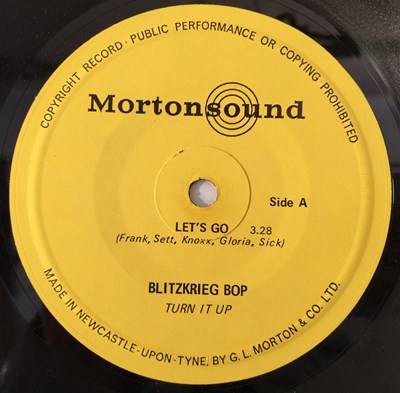 COPYRIGHT RECORD · PUBLIC PERFORMANCE OR COPYING PROHIBITED
Mortonsound
Side A
LET'S GO 3.28
(Frank, Sett, Knoxx, Gloria, Sick)
BLITZKRIEG BOP
TURN IT UP
MADE IN NEWCASTLE-UPON-TYNE, BY G. L. MORTON & CO. LTD.